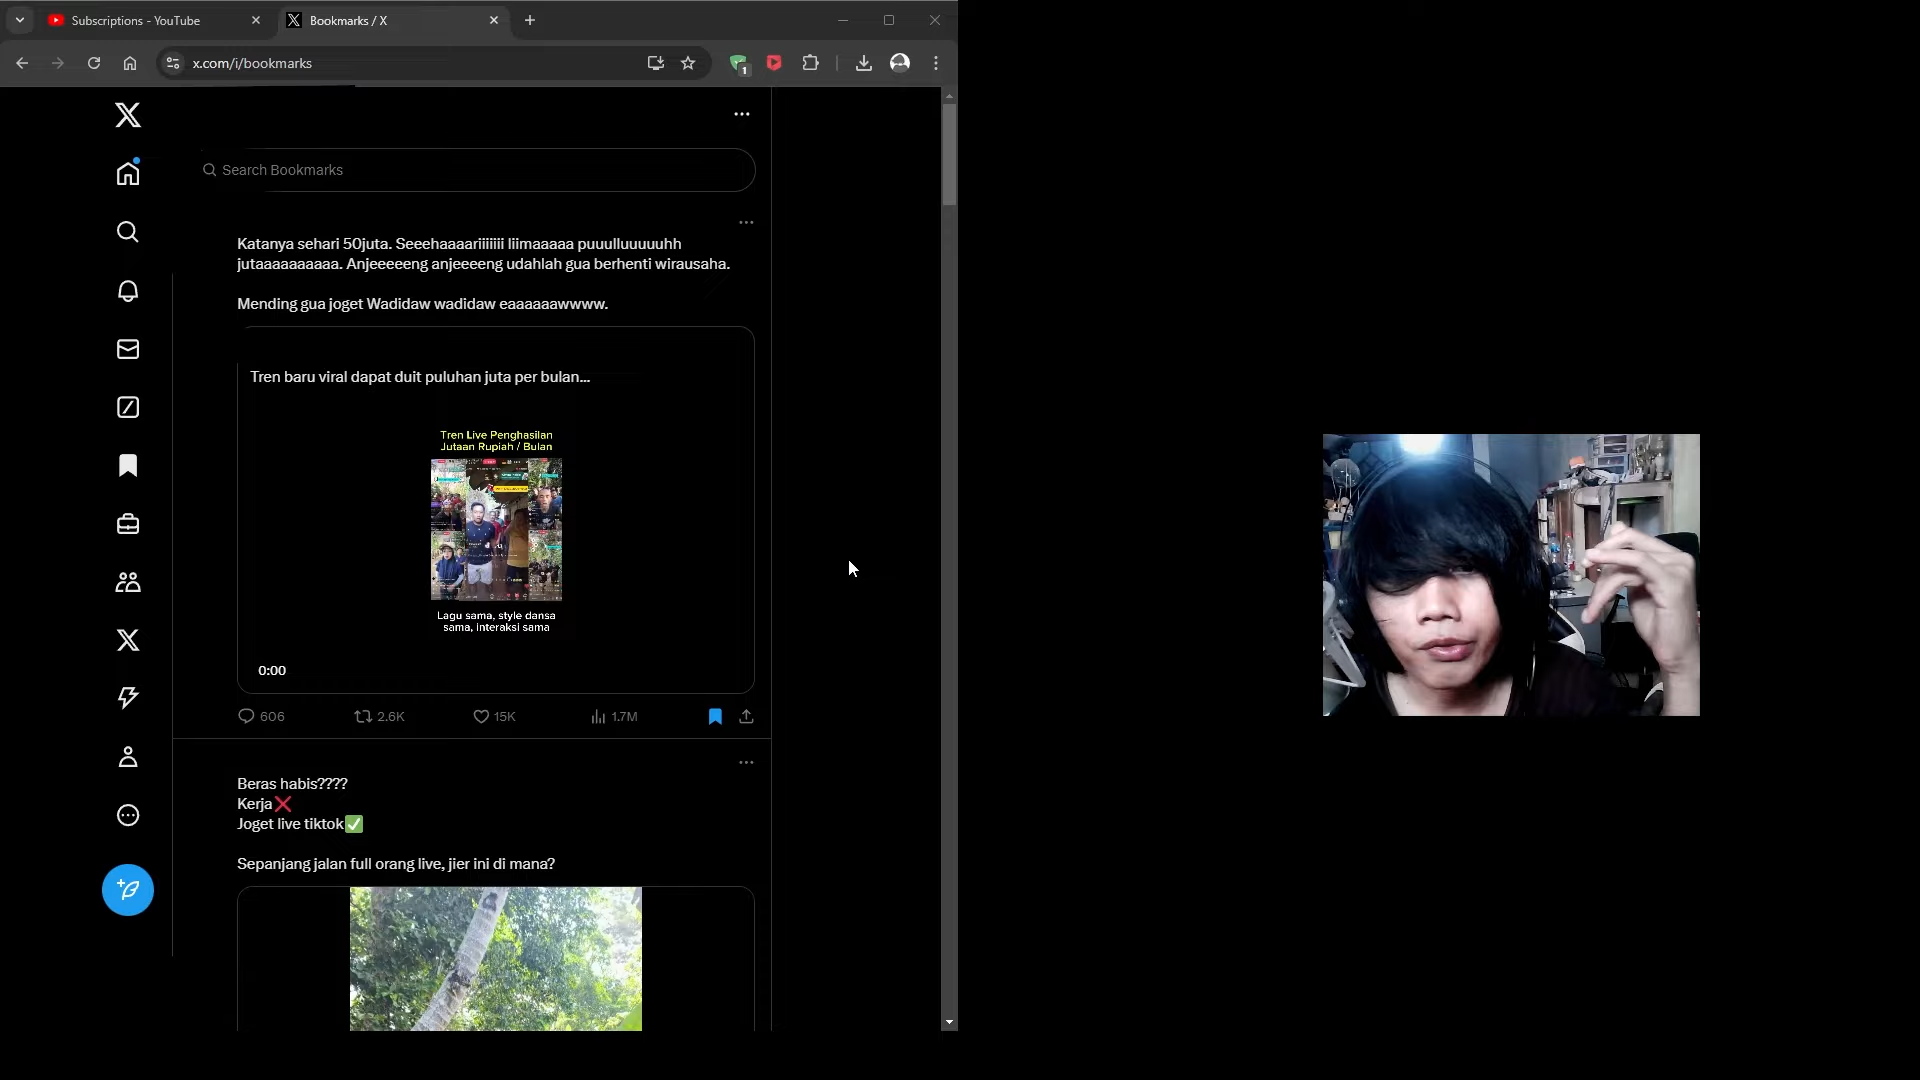 Subscriptions - YouTube
Bookmarks / X
x.com/i/bookmarks
1
Search Bookmarks
Katanya sehari 50juta. Seeehaaaariiiiiii liimaaaaa puuulluuuuuhh
jutaaaaaaaaaa. Anjeeeeeng anjeeeeng udahlah gua berhenti wirausaha.
Mending gua joget Wadidaw wadidaw eaaaaaawwww.
Tren baru viral dapat duit puluhan juta per bulan...
Tren Live Penghasilan
Jutaan Rupiah / Bulan
Lagu sama, style dansa
sama, interaksi sama
0:00
606
2.6K
15K
1.7M
Beras habis????
Kerja❌
Joget live tiktok✅
Sepanjang jalan full orang live, jier ini di mana?